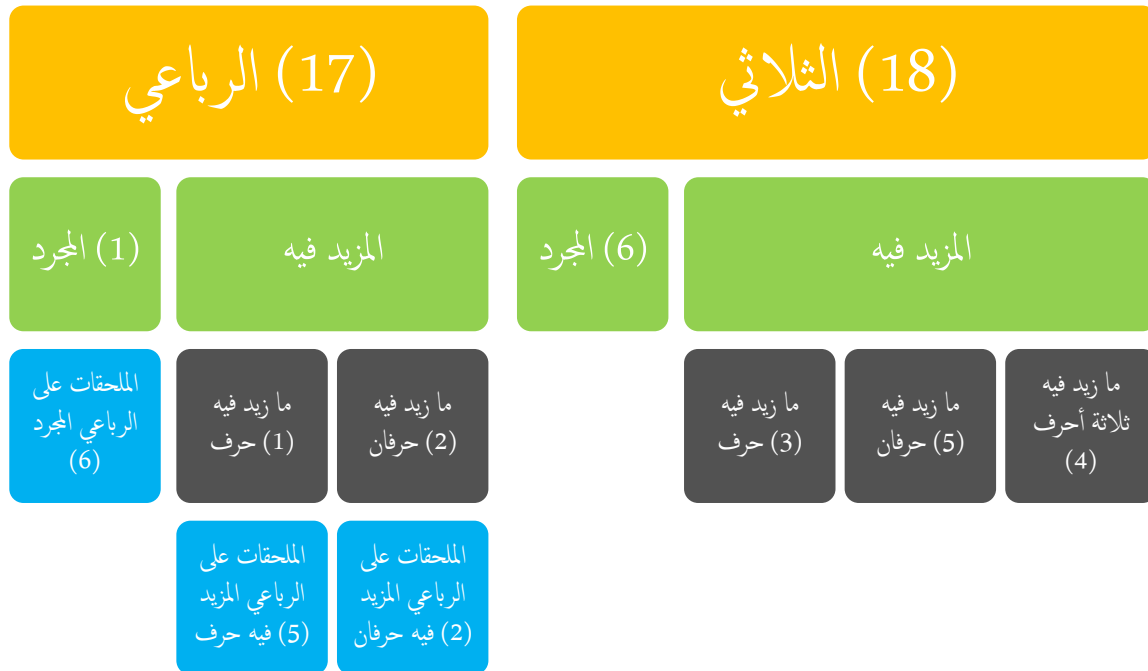 الثلاثي (18)
الرباعي (17)
المزيد فيه
المجرد (6)
المزيد فيه
المجرد (1)
ما زيد فيه
ثلاثة أحرف
(4)
ما زيد فيه
حرفان (5)
ما زيد فيه
حرف (3)
ما زيد فيه
حرفان (2)
ما زيد فيه
حرف (1)
الملحقات على
الرباعي المجرد
(6)
الملحقات على
الرباعي المزيد
فيه حرفان (2)
الملحقات على
الرباعي المزيد
فيه حرف (5)